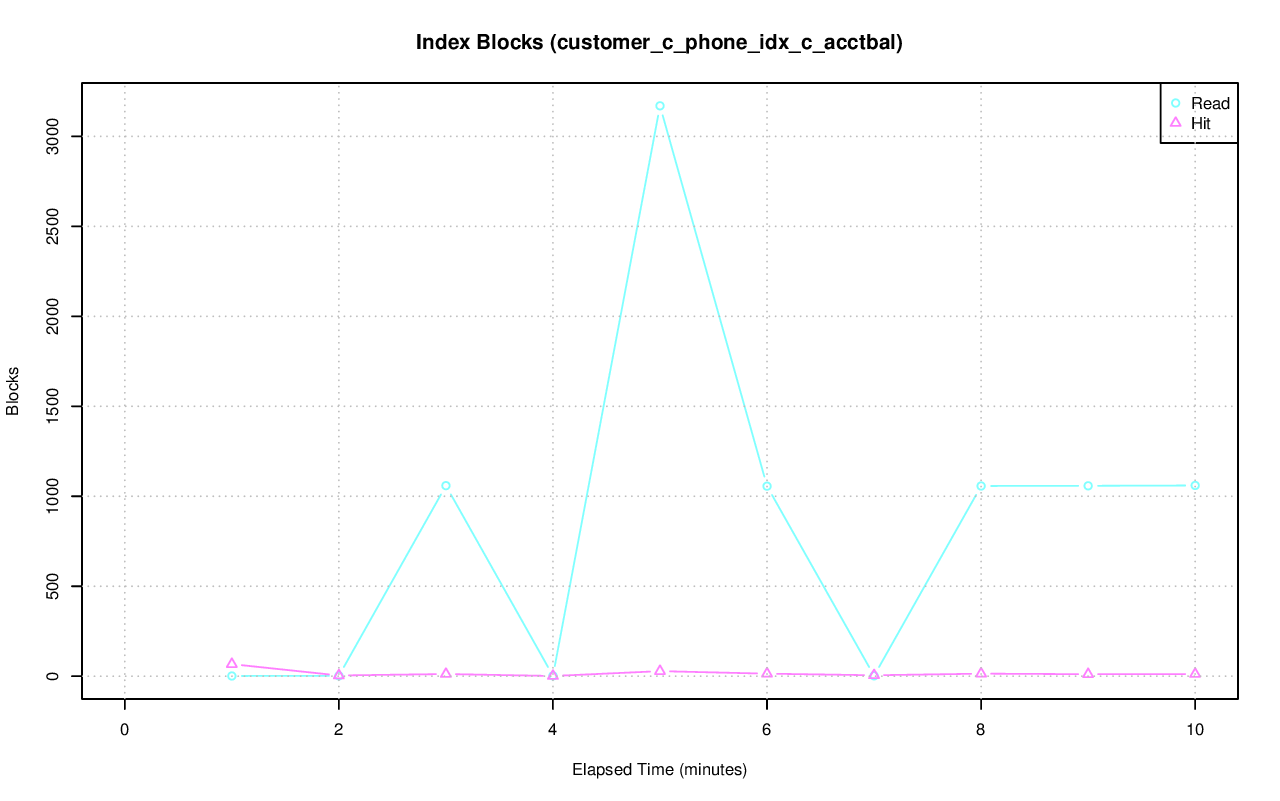 Index Blocks (customer_c_phone_idx_c_acctbal)
Read
Hit
Blocks
3000
2500
2000
1500
1000
500
0
0 2 4 6 8 10
Elapsed Time (minutes)